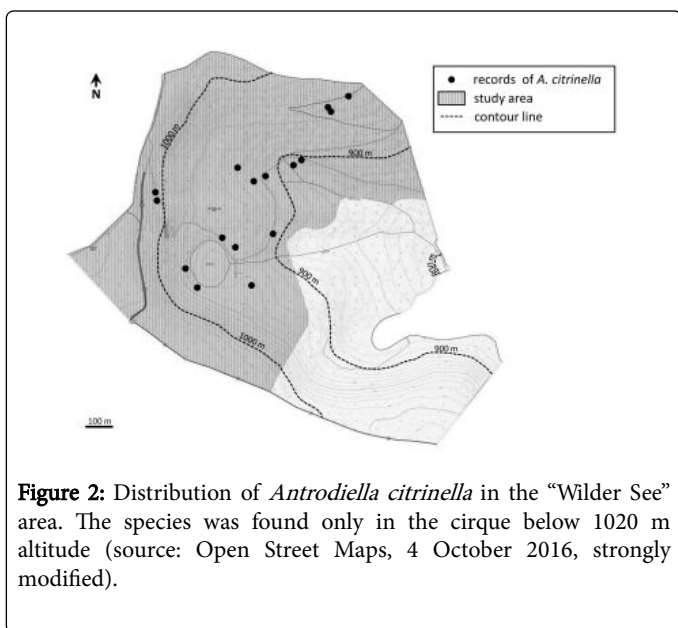 N
records of A. citrinella
study area
contour line
1000 m
900 m
900 m
800 m
1000 m
900 m
100 m
Figure 2: Distribution of Antrodiella citrinella in the “Wilder See”
area. The species was found only in the cirque below 1020 m
altitude (source: Open Street Maps, 4 October 2016, strongly
modified).